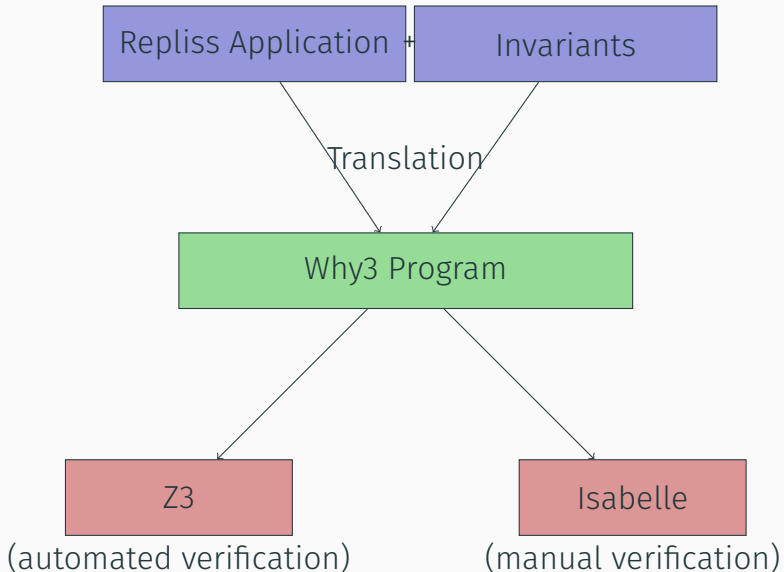 Repliss Application + Invariants
Translation
Why3 Program
Z3 Isabelle
(automated verification) (manual verification)